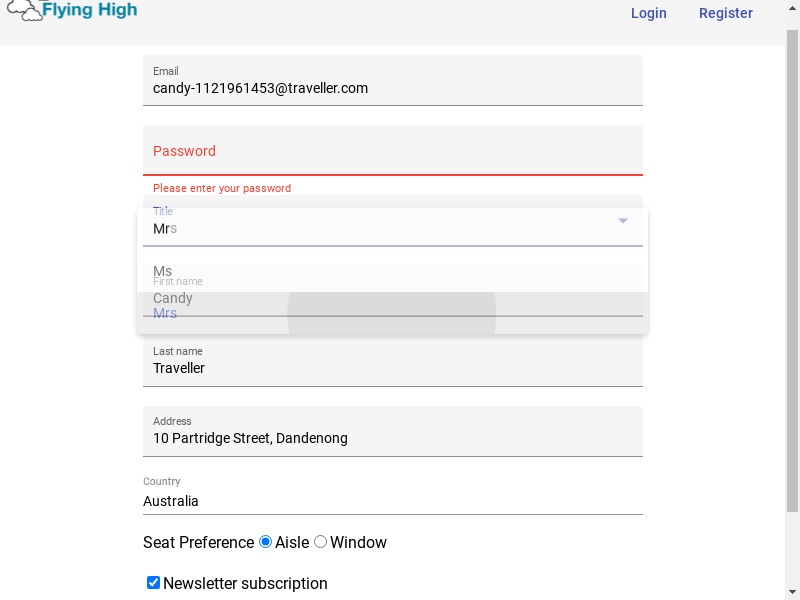 Flying High
Login
Register
Email
candy-1121961453@traveller.com
Password
Please enter your password
Title
Mrs
Ms
First name
Candy
Mrs
Last name
Traveller
Address
10 Partridge Street, Dandenong
Country
Australia
Seat Preference Aisle Window
Newsletter subscription